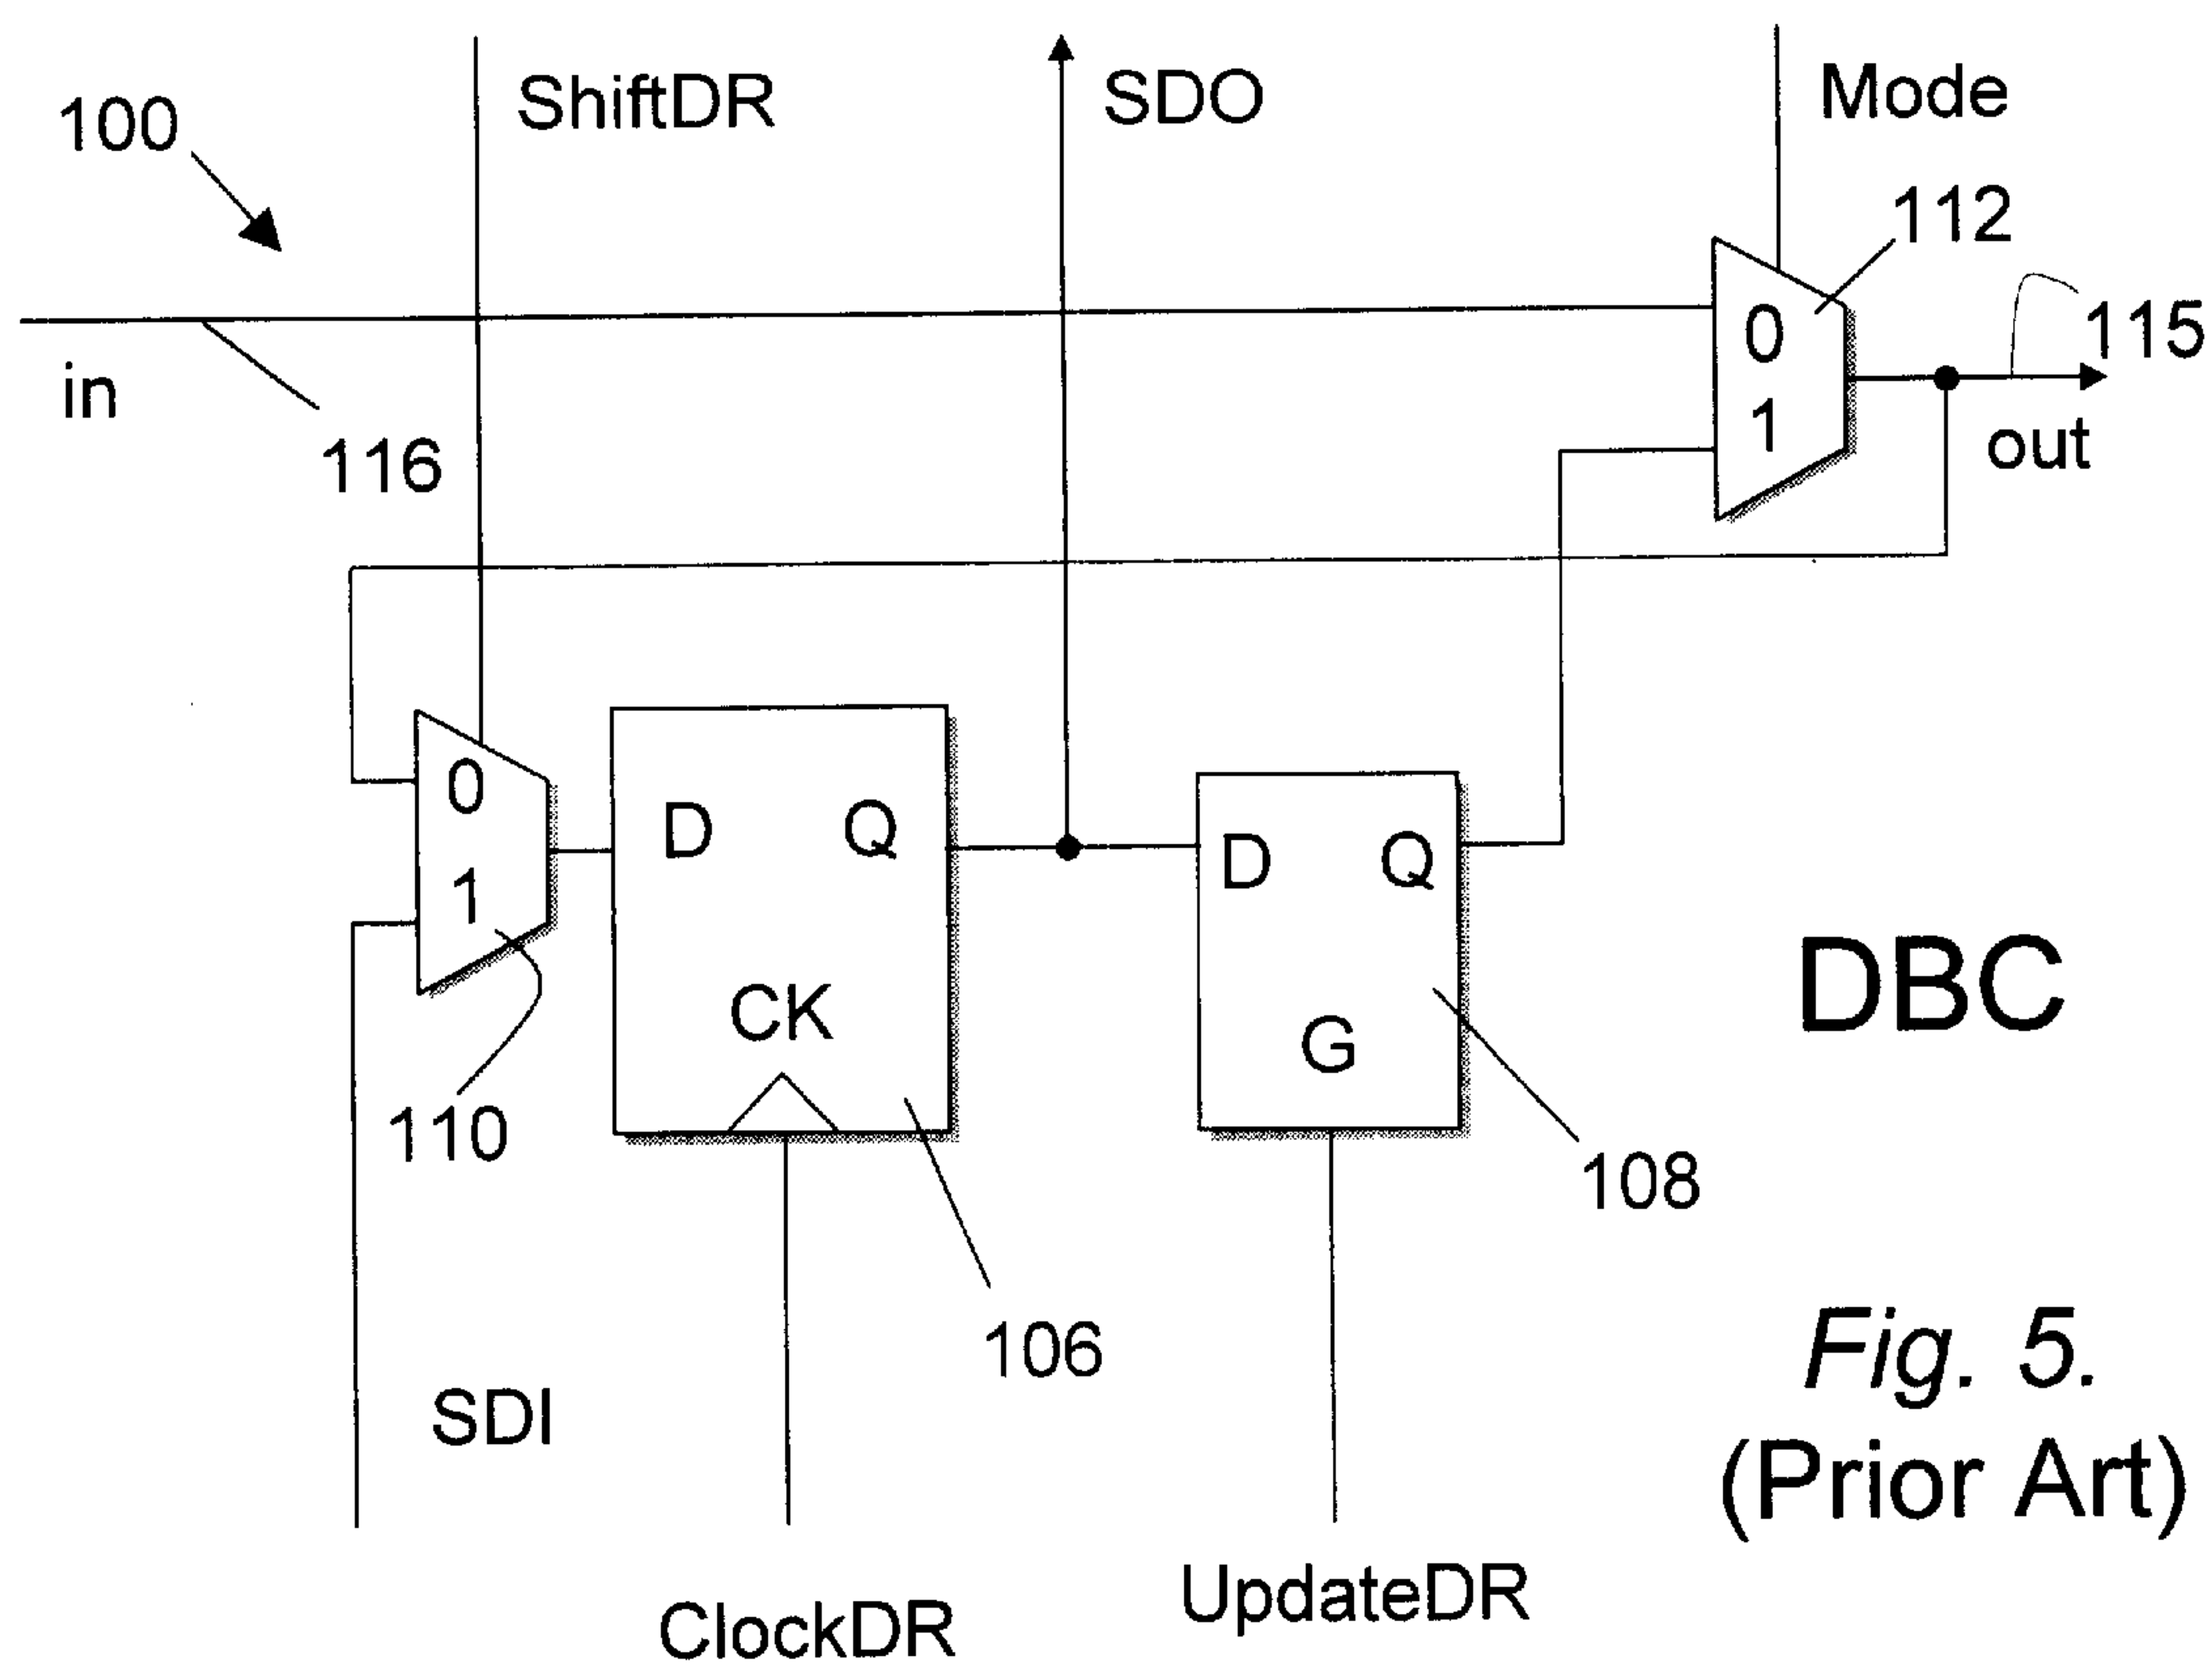 ShiftDR
SDO
Mode
100
112
0
1
115
in
116
out
0
1
D
Q
CK
D
Q
G
DBC
110
108
106
SDI
Fig. 5.
(Prior Art)
ClockDR
UpdateDR